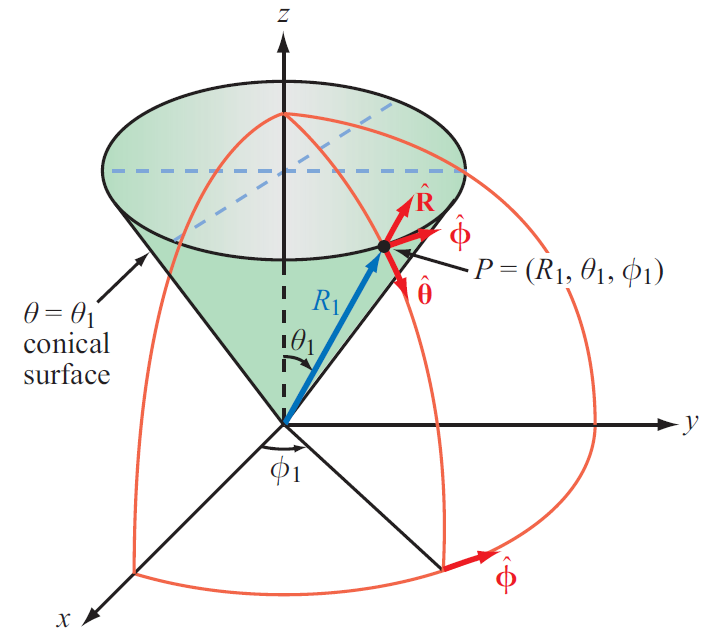 z
R̂
ϕ̂
P = (R₁, θ₁, ϕ₁)
θ̂
R₁
θ = θ₁
conical
surface
θ₁
y
ϕ₁
ϕ̂
x